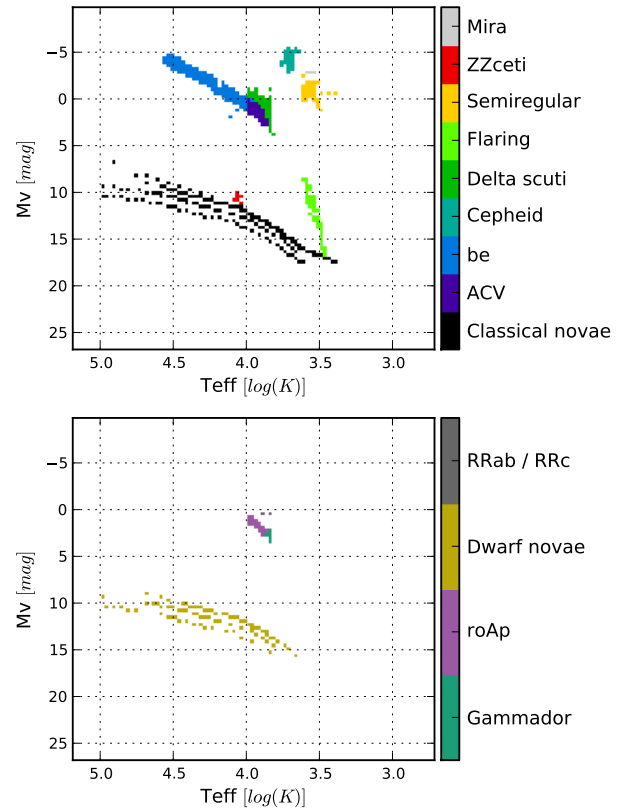 −5
0
5
10
15
20
25
Mv [mag]
5.0 4.5 4.0 3.5 3.0
Teff [log(K)]
Mira
ZZceti
Semiregular
Flaring
Delta scuti
Cepheid
be
ACV
Classical novae
−5
0
5
10
15
20
25
Mv [mag]
5.0 4.5 4.0 3.5 3.0
Teff [log(K)]
RRab / RRc
Dwarf novae
roAp
Gammador